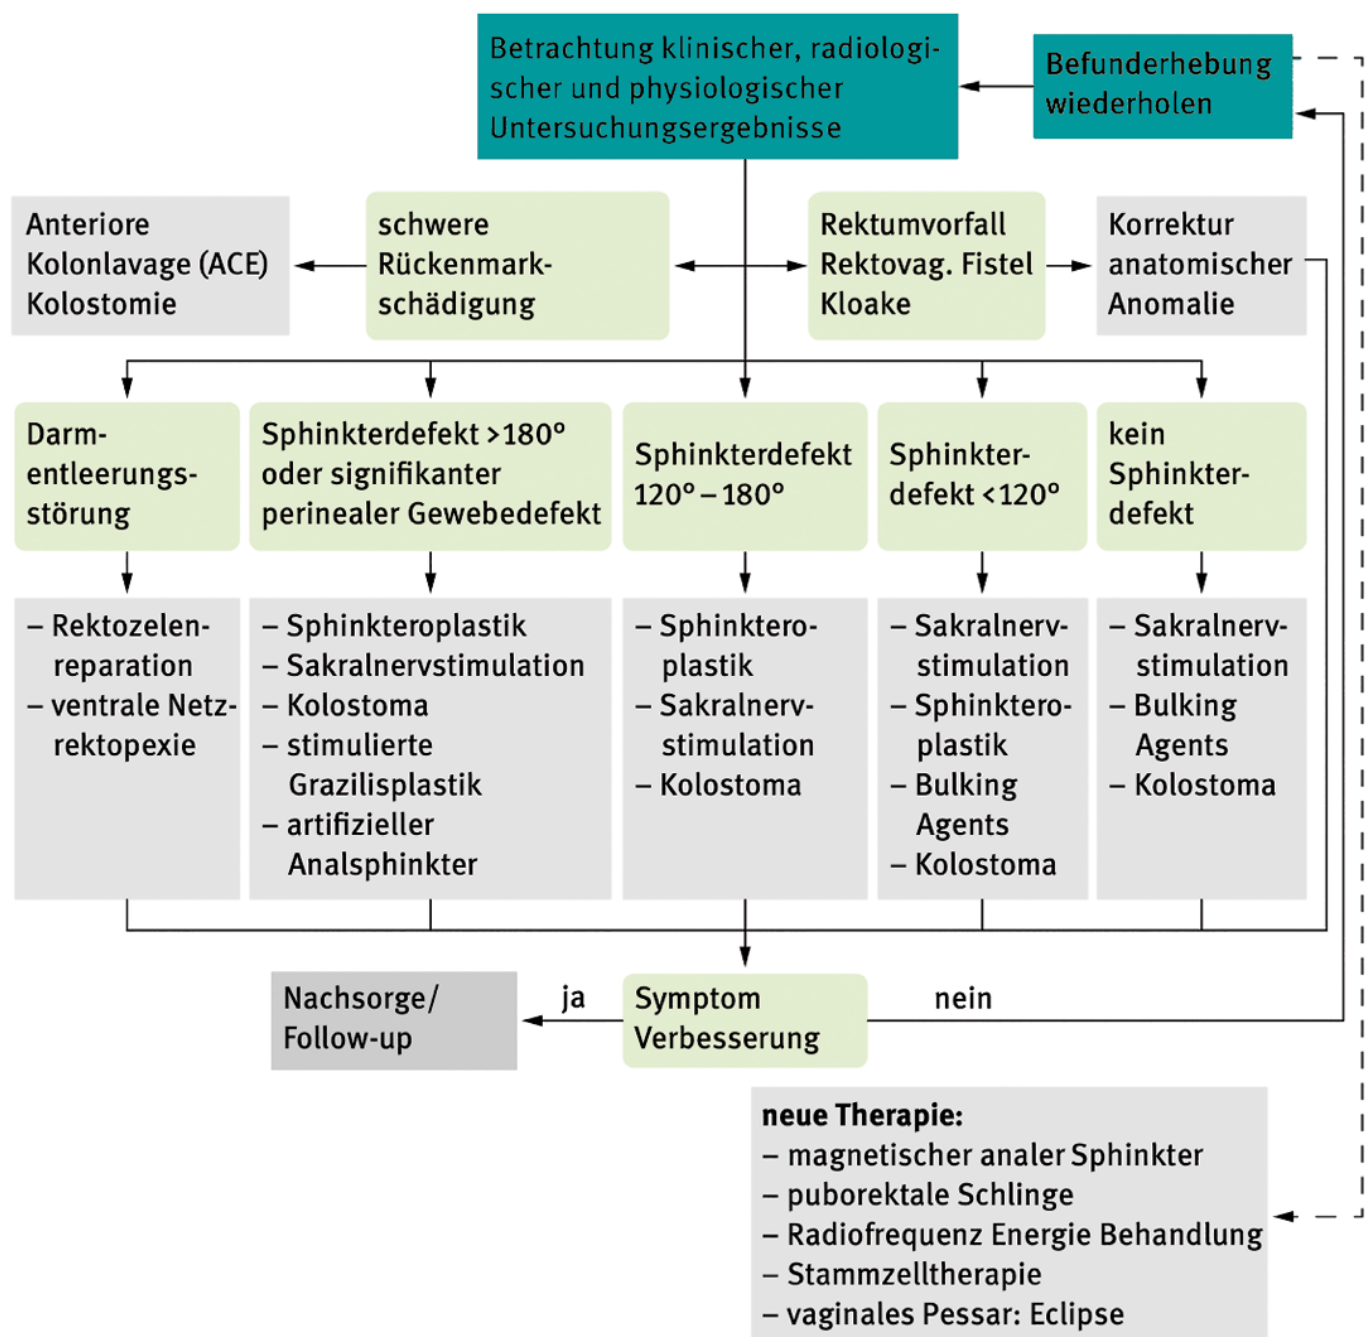 Betrachtung klinischer, radiologi-
scher und physiologischer
Untersuchungsergebnisse
Befunderhebung
wiederholen
Anteriore
Kolonlavage (ACE)
Kolostomie
schwere
Rückenmark-
schädigung
Rektumvorfall
Rektovag. Fistel
Kloake
Korrektur
anatomischer
Anomalie
Darm-
entleerungs-
störung
Sphinkterdefekt >180°
oder signifikanter
perinealer Gewebedefekt
Sphinkterdefekt
120° – 180°
Sphinkter-
defekt <120°
kein
Sphinkter-
defekt
– Rektozelen-
reparation
– ventrale Netz-
rektopexie
– Sphinkteroplastik
– Sakralnervstimulation
– Kolostoma
– stimulierte
Grazilisplastik
– artifizieller
Analsphinkter
– Sphinktero-
plastik
– Sakralnerv-
stimulation
– Kolostoma
– Sakralnerv-
stimulation
– Sphinktero-
plastik
– Bulking
Agents
– Kolostoma
– Sakralnerv-
stimulation
– Bulking
Agents
– Kolostoma
Nachsorge/
Follow-up
ja
Symptom
Verbesserung
nein
neue Therapie:
– magnetischer analer Sphinkter
– puborektale Schlinge
– Radiofrequenz Energie Behandlung
– Stammzelltherapie
– vaginales Pessar: Eclipse